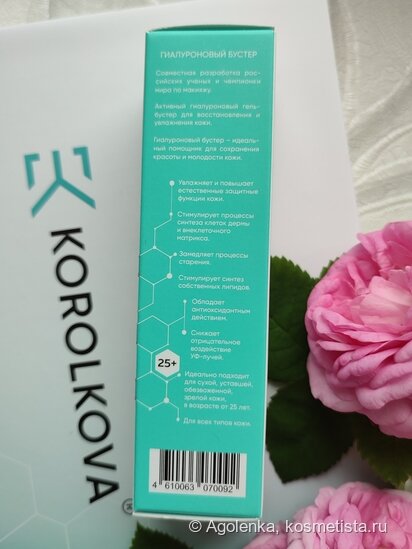 ГИАЛУРОНОВЫЙ БУСТЕР
Совместная разработка рос-
сийских ученых и чемпионки
мира по макияжу.
Активный гиалуроновый гель-
бустер для восстановления и
увлажнения кожи.
Гиалуроновый бустер – идеаль-
ный помощник для сохранения
красоты и молодости кожи.
Увлажняет и повышает
естественные защитные
функции кожи.
Стимулирует процессы
синтеза клеток дермы
и внеклеточного
матрикса.
Замедляет процессы
старения.
Стимулирует синтез
собственных липидов.
Обладает
антиоксидантным
действием.
Снижает
отрицательное
воздействие
УФ-лучей.
25+
Идеально подходит
для сухой, уставшей,
обезвоженной,
зрелой кожи,
в возрасте от 25 лет.
Для всех типов кожи.
4 610063 070092
KOROLKOVA®
© Agolenka, kosmetista.ru